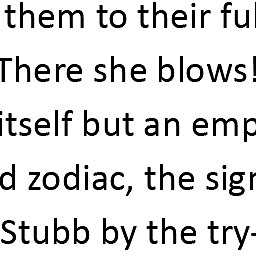 them to their ful
There she blows!
itself but an emp
d zodiac, the sign
Stubb by the try-